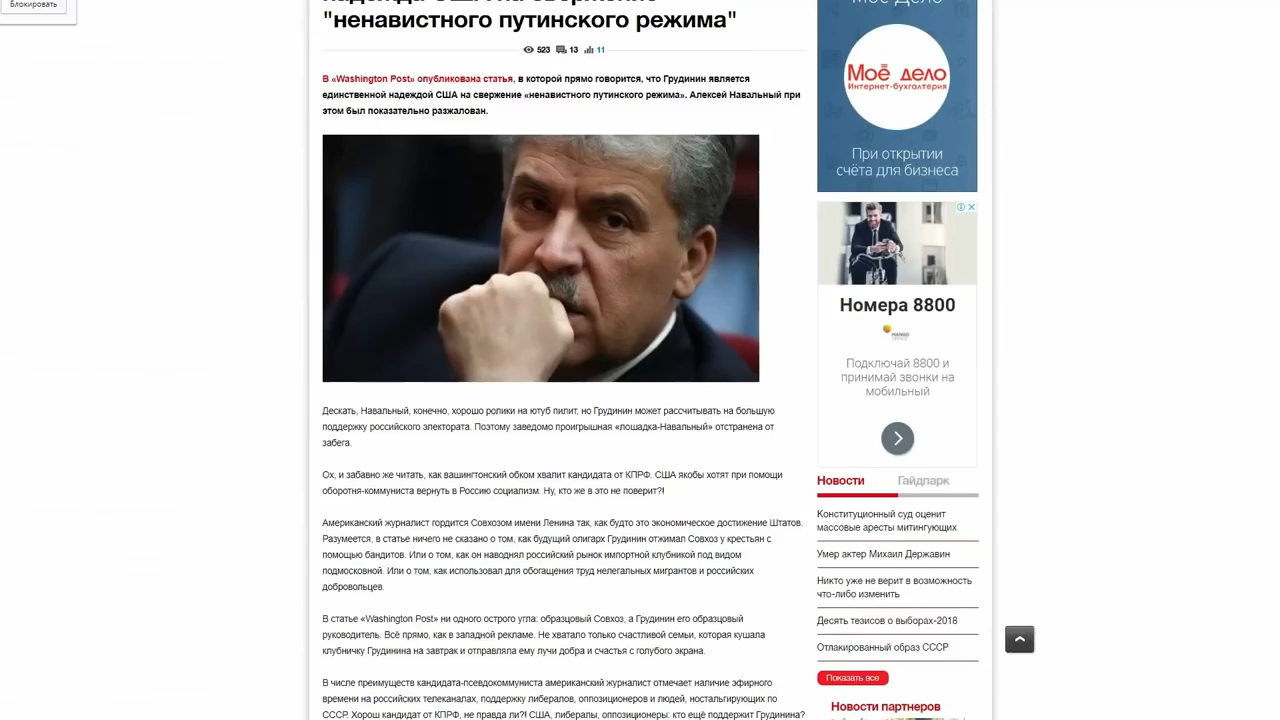 Блокировать
"ненавистного путинского режима"
523 13 11
В «Washington Post» опубликована статья, в которой прямо говорится, что Грудинин является
единственной надеждой США на свержение «ненавистного путинского режима». Алексей Навальный при
этом был показательно разжалован.
Дескать, Навальный, конечно, хорошо ролики на ютуб пилит, но Грудинин может рассчитывать на большую
поддержку российского электората. Поэтому заведомо проигрышная «лошадка-Навальный» отстранена от
забега.
Ох, и забавно же читать, как вашингтонский обком хвалит кандидата от КПРФ. США якобы хотят при помощи
оборотня-коммуниста вернуть в Россию социализм. Ну, кто же в это не поверит?!
Американский журналист гордится Совхозом имени Ленина так, как будто это экономическое достижение Штатов.
Разумеется, в статье ничего не сказано о том, как будущий олигарх Грудинин отжимал Совхоз у крестьян с
помощью бандитов. Или о том, как он наводнял российский рынок импортной клубникой под видом
подмосковной. Или о том, как использовал для обогащения труд нелегальных мигрантов и российских
добровольцев.
В статье «Washington Post» ни одного острого угла: образцовый Совхоз, а Грудинин его образцовый
руководитель. Всё прямо, как в западной рекламе. Не хватало только счастливой семьи, которая кушала
клубничку Грудинина на завтрак и отправляла ему лучи добра и счастья с голубого экрана.
В числе преимуществ кандидата-псевдокоммуниста американский журналист отмечает наличие эфирного
времени на российских телеканалах, поддержку либералов, оппозиционеров и людей, ностальгирующих по
СССР. Хорош кандидат от КПРФ, не правда ли?! США, либералы, оппозиционеры: кто ещё поддержит Грудинина?
Моё дело
Интернет-бухгалтерия
При открытии
счёта для бизнеса
Номера 8800
MANGO
OFFICE
Подключай 8800 и
принимай звонки на
мобильный
Новости Гайдпарк
Конституционный суд оценит
массовые аресты митингующих
Умер актер Михаил Державин
Никто уже не верит в возможность
что-либо изменить
Десять тезисов о выборах-2018
Отлакированный образ СССР
Показать все
Новости партнеров